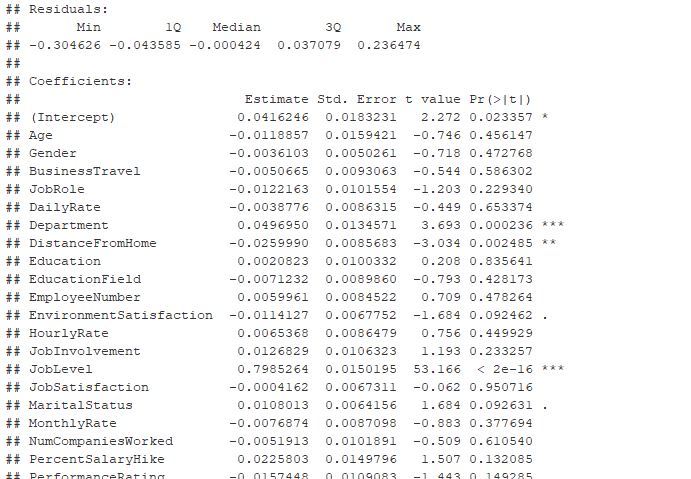 ## Residuals:
##       Min        1Q    Median        3Q       Max
## -0.304626 -0.043585 -0.000424  0.037079  0.236474
##
## Coefficients:
##                           Estimate Std. Error t value Pr(>|t|)
## (Intercept)              0.0416246  0.0183231   2.272 0.023357 *
## Age                     -0.0118857  0.0159421  -0.746 0.456147
## Gender                  -0.0036103  0.0050261  -0.718 0.472768
## BusinessTravel          -0.0050665  0.0093063  -0.544 0.586302
## JobRole                 -0.0122163  0.0101554  -1.203 0.229340
## DailyRate               -0.0038776  0.0086315  -0.449 0.653374
## Department               0.0496950  0.0134571   3.693 0.000236 ***
## DistanceFromHome        -0.0259990  0.0085683  -3.034 0.002485 **
## Education                0.0020823  0.0100332   0.208 0.835641
## EducationField          -0.0071232  0.0089860  -0.793 0.428173
## EmployeeNumber           0.0059961  0.0084522   0.709 0.478264
## EnvironmentSatisfaction -0.0114127  0.0067752  -1.684 0.092462 .
## HourlyRate               0.0065368  0.0086479   0.756 0.449929
## JobInvolvement           0.0126829  0.0106323   1.193 0.233257
## JobLevel                 0.7985264  0.0150195  53.166  < 2e-16 ***
## JobSatisfaction         -0.0004162  0.0067311  -0.062 0.950716
## MaritalStatus            0.0108013  0.0064156   1.684 0.092631 .
## MonthlyRate             -0.0076874  0.0087098  -0.883 0.377694
## NumCompaniesWorked      -0.0051913  0.0101891  -0.509 0.610540
## PercentSalaryHike        0.0225803  0.0149796   1.507 0.132085
## PerformanceRating       -0.0157448  0.0109083  -1.443 0.149285